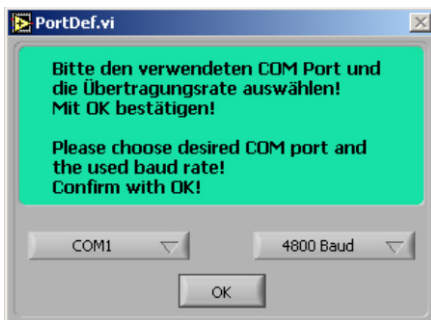 PortDef.vi
Bitte den verwendeten COM Port und
die Übertragungsrate auswählen!
Mit OK bestätigen!
Please choose desired COM port and
the used baud rate!
Confirm with OK!
COM1
4800 Baud
OK